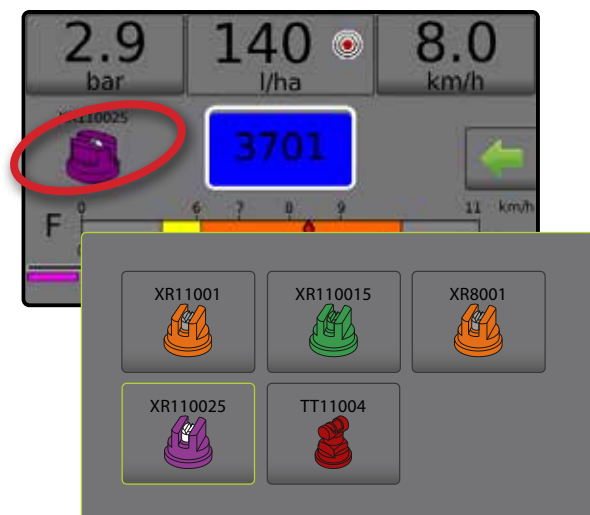 2.9 140 8.0
bar l/ha km/h
XR110025
3701
0 6 7 8 9 11 km/h
F
XR11001 XR110015 XR8001
XR110025 TT11004